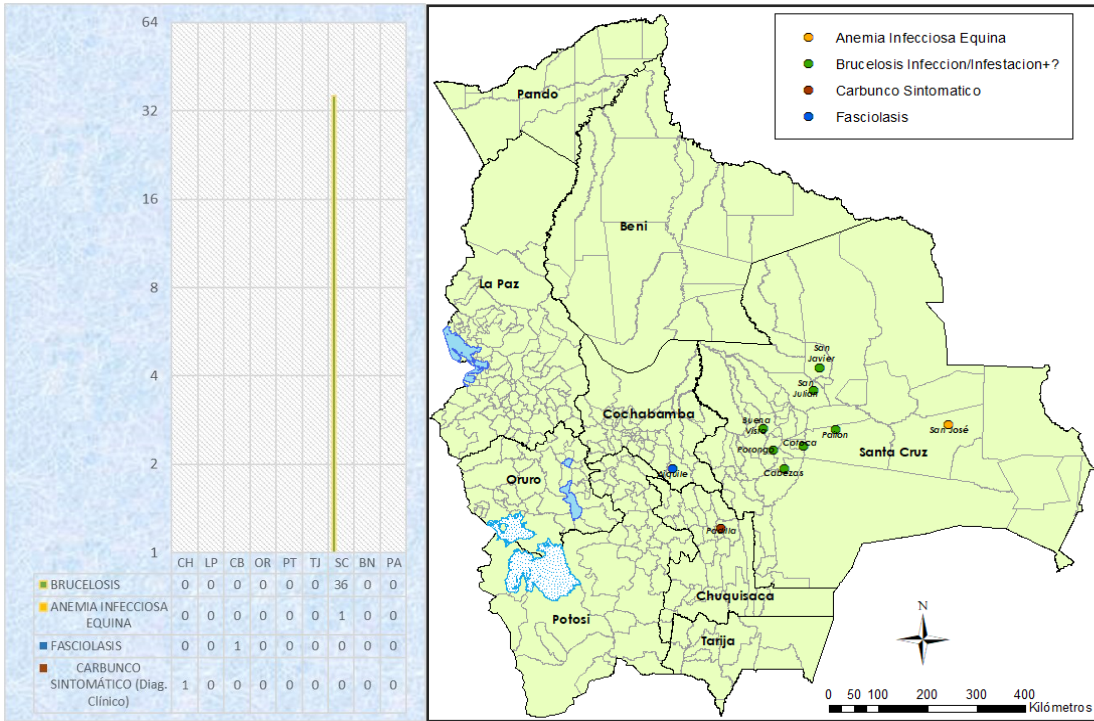 64
32
16
8
4
2
1
CH LP CB OR PT TJ SC BN PA
BRUCELOSIS 0 0 0 0 0 0 36 0 0
ANEMIA INFECCIOSA
EQUINA 0 0 0 0 0 0 1 0 0
FASCIOLASIS 0 0 1 0 0 0 0 0 0
CARBUNCO
SINTOMÁTICO (Diag.
Clínico) 1 0 0 0 0 0 0 0 0
Anemia Infecciosa Equina
Brucelosis Infeccion/Infestacion+?
Carbunco Sintomatico
Fasciolasis
Pando
Beni
La Paz
San
Javier
San
Julian
Cochabamba
Buena
Vista
Cotoca
Pailon
San José
Porongo
Santa Cruz
Aiquile
Cabezas
Oruro
Padilla
Chuquisaca
Potosí
Tarija
N
0 50 100 200 300 400
Kilómetros